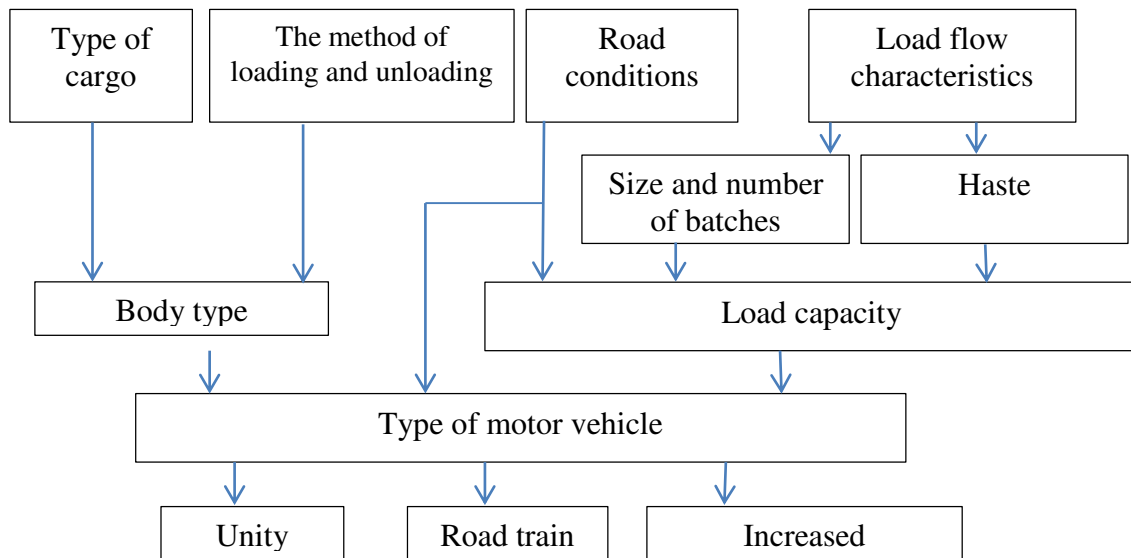 Type of
cargo
The method of
loading and unloading
Road
conditions
Load flow
characteristics
Size and number
of batches
Haste
Body type
Load capacity
Type of motor vehicle
Unity
Road train
Increased